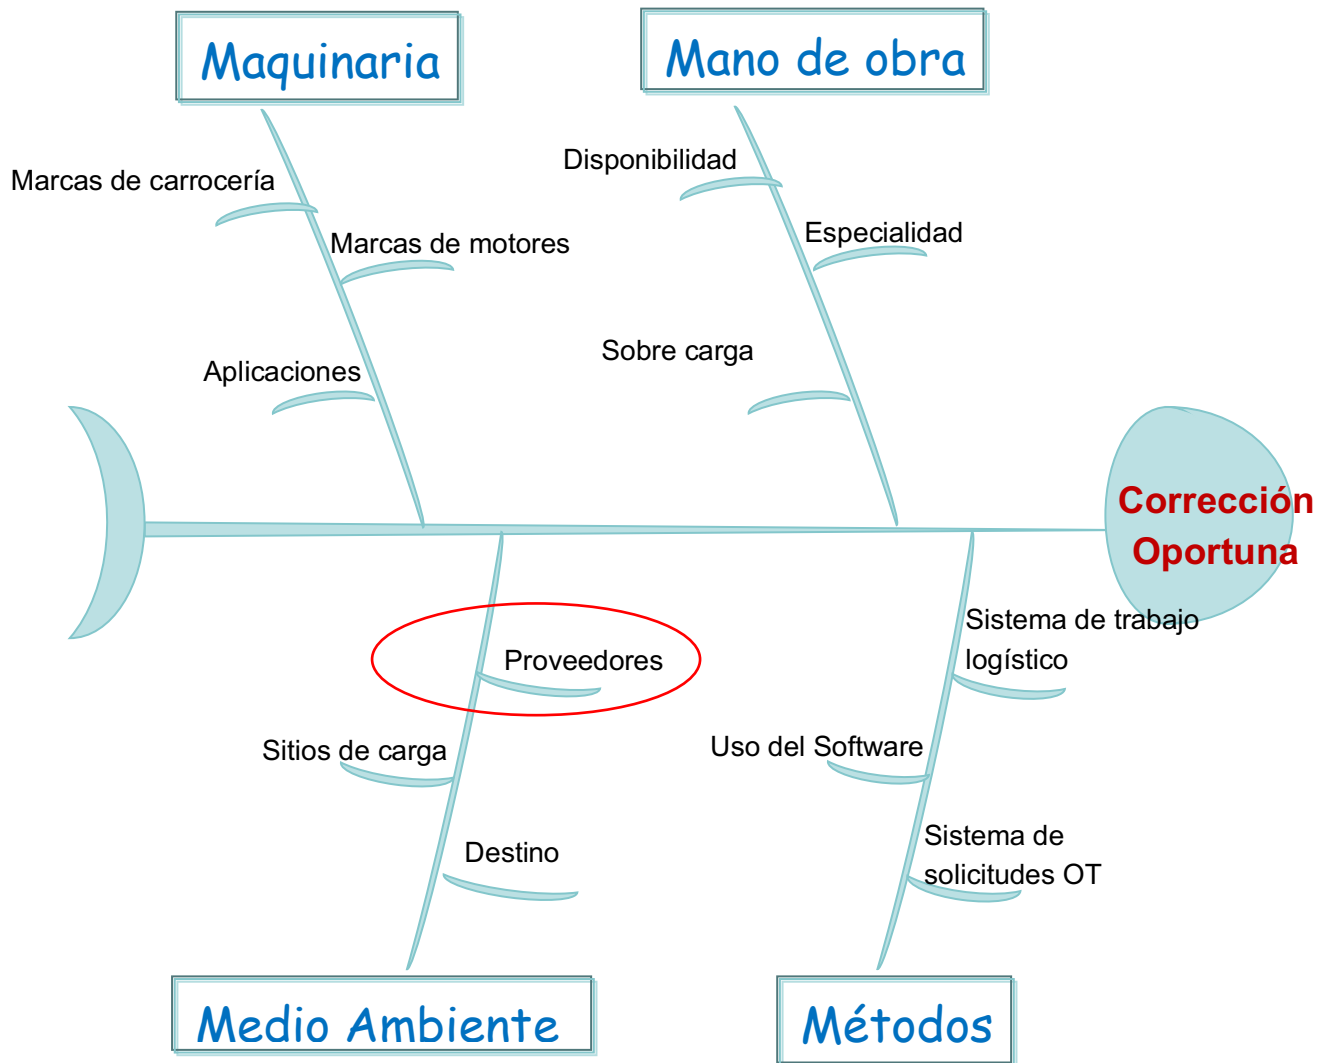 Maquinaria
Mano de obra
Disponibilidad
Marcas de carrocería
Especialidad
Marcas de motores
Sobre carga
Aplicaciones
Corrección
Oportuna
Sistema de trabajo
logístico
Proveedores
Uso del Software
Sitios de carga
Sistema de
solicitudes OT
Destino
Medio Ambiente
Métodos